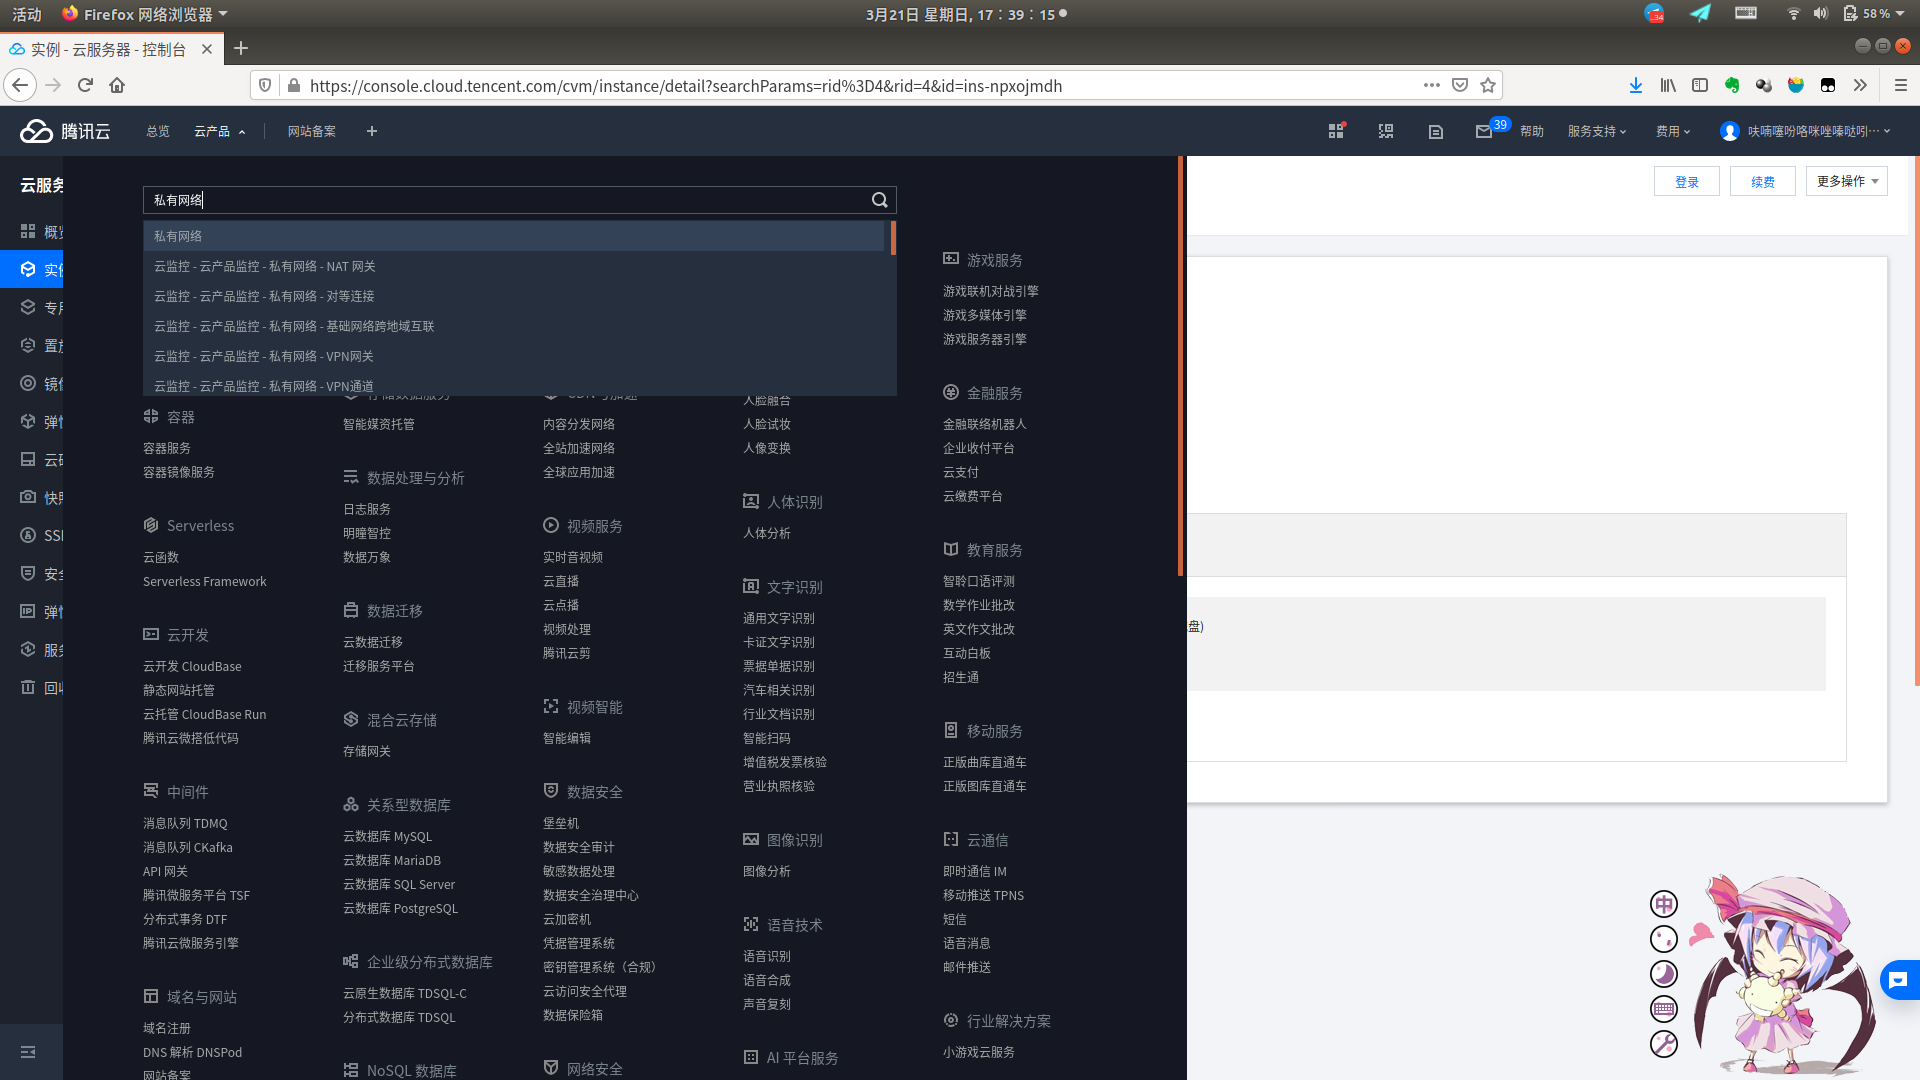 活动 Firefox 网络浏览器
3月21日 星期日, 17：39：15
34
58 %
实例 - 云服务器 - 控制台
https://console.cloud.tencent.com/cvm/instance/detail?searchParams=rid%3D4&rid=4&id=ins-npxojmdh
腾讯云 总览 云产品 网站备案
39 帮助 服务支持 费用 呋喃噻吩咯咪唑嗪哒吲…
云服务
概览
实例
专用
置放
镜像
弹性
云硬
快照
SSH
安全
弹性
服务
回收
登录 续费 更多操作
盘)
私有网络
私有网络
云监控 - 云产品监控 - 私有网络 - NAT 网关
云监控 - 云产品监控 - 私有网络 - 对等连接
云监控 - 云产品监控 - 私有网络 - 基础网络跨地域互联
云监控 - 云产品监控 - 私有网络 - VPN网关
云监控 - 云产品监控 - 私有网络 - VPN通道
容器
容器服务
容器镜像服务
Serverless
云函数
Serverless Framework
云开发
云开发 CloudBase
静态网站托管
云托管 CloudBase Run
腾讯云微搭低代码
中间件
消息队列 TDMQ
消息队列 CKafka
API 网关
腾讯微服务平台 TSF
分布式事务 DTF
腾讯云微服务引擎
域名与网站
域名注册
DNS 解析 DNSPod
网站备案
存储数据服务
智能媒资托管
数据处理与分析
日志服务
明瞳智控
数据万象
数据迁移
云数据迁移
迁移服务平台
混合云存储
存储网关
关系型数据库
云数据库 MySQL
云数据库 MariaDB
云数据库 SQL Server
云数据库 PostgreSQL
企业级分布式数据库
云原生数据库 TDSQL-C
分布式数据库 TDSQL
NoSQL 数据库
CDN与加速
内容分发网络
全站加速网络
全球应用加速
视频服务
实时音视频
云直播
云点播
视频处理
腾讯云剪
视频智能
智能编辑
数据安全
堡垒机
数据安全审计
敏感数据处理
数据安全治理中心
云加密机
凭据管理系统
密钥管理系统（合规）
云访问安全代理
数据保险箱
网络安全
人脸融合
人脸试妆
人像变换
人体识别
人体分析
文字识别
通用文字识别
卡证文字识别
票据单据识别
汽车相关识别
行业文档识别
智能扫码
增值税发票核验
营业执照核验
图像识别
图像分析
语音技术
语音识别
语音合成
声音复刻
AI 平台服务
游戏服务
游戏联机对战引擎
游戏多媒体引擎
游戏服务器引擎
金融服务
金融联络机器人
企业收付平台
云支付
云缴费平台
教育服务
智聆口语评测
数学作业批改
英文作文批改
互动白板
招生通
移动服务
正版曲库直通车
正版图库直通车
云通信
即时通信 IM
移动推送 TPNS
短信
语音消息
邮件推送
行业解决方案
小游戏云服务
中